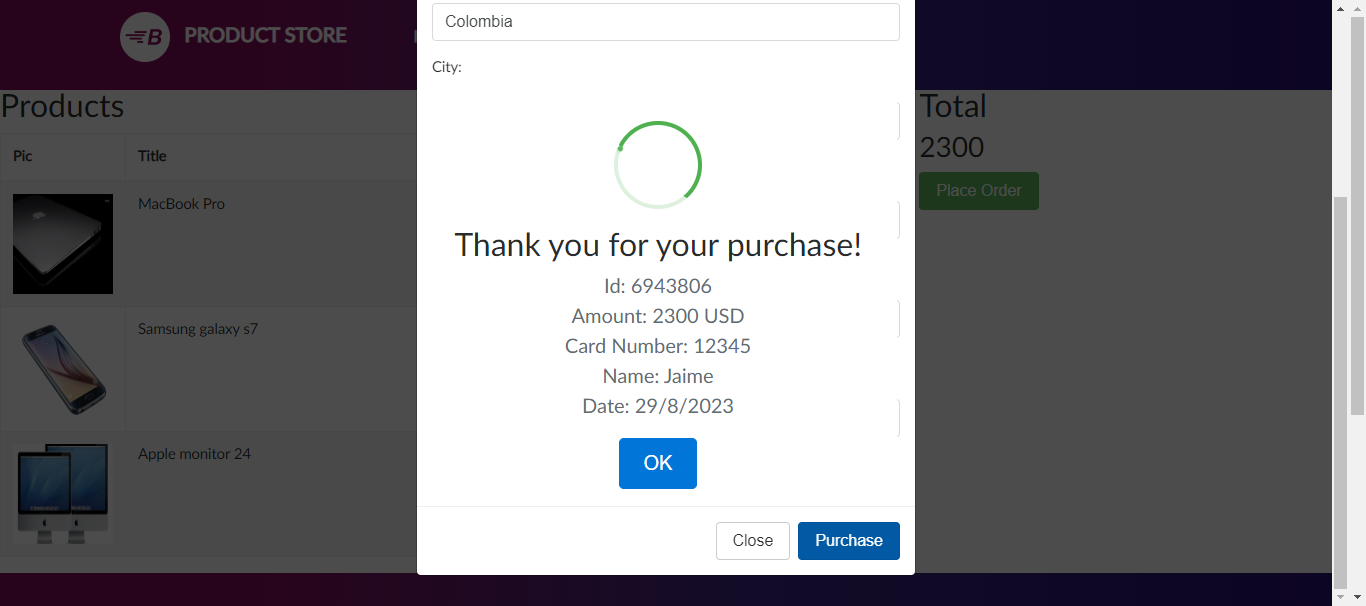 B PRODUCT STORE
Colombia
City:
Products
Pic Title
MacBook Pro
Samsung galaxy s7
Apple monitor 24
Total
2300
Place Order
Thank you for your purchase!
Id: 6943806
Amount: 2300 USD
Card Number: 12345
Name: Jaime
Date: 29/8/2023
OK
Close Purchase